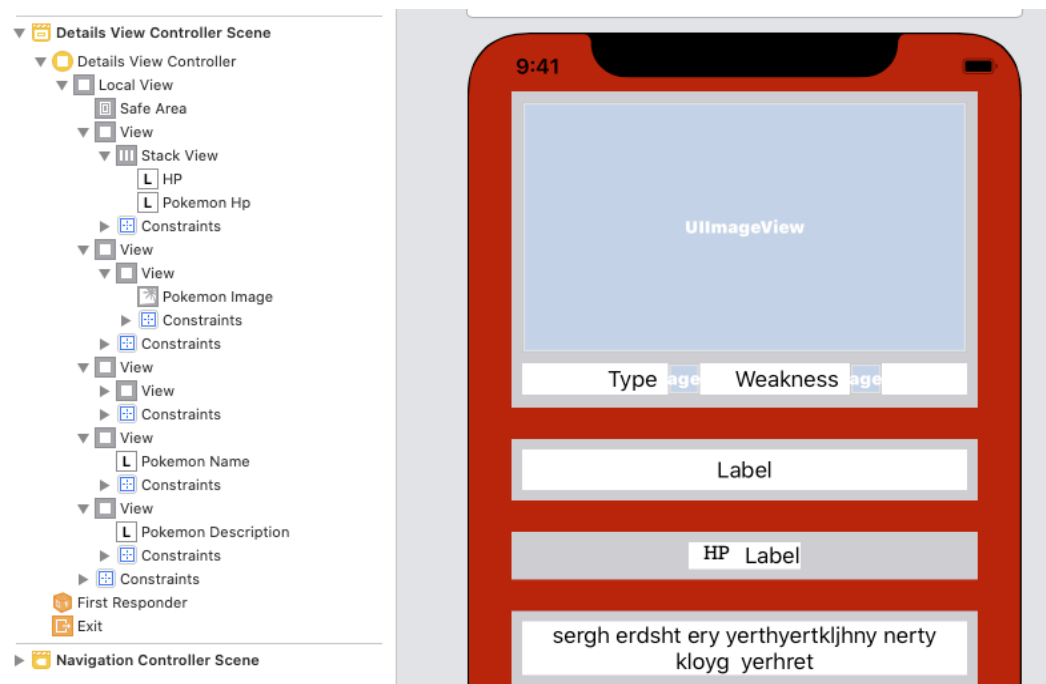 Details View Controller Scene
Details View Controller
Local View
Safe Area
View
Stack View
L HP
L Pokemon Hp
Constraints
View
View
Pokemon Image
Constraints
Constraints
View
View
Constraints
View
L Pokemon Name
Constraints
View
L Pokemon Description
Constraints
Constraints
First Responder
Exit
Navigation Controller Scene
9:41
UIImageView
Type age Weakness age
Label
HP Label
sergh erdsht ery yerthyertkljhny nerty
kloyg yerhret